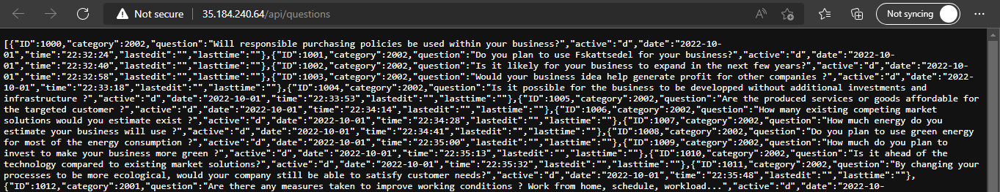 Not secure 35.184.240.64/api/questions Not syncing
[{"ID":1000,"category":2002,"question":"Will responsible purchasing policies be used within your business?","active":"d","date":"2022-10-
01","time":"22:32:24","lastedit":"","lasttime":""},{"ID":1001,"category":2002,"question":"Do you plan to use Fskattsedel for your business?","active":"d","date":"2022-10-
01","time":"22:32:40","lastedit":"","lasttime":""},{"ID":1002,"category":2002,"question":"Is it likely for your business to expand in the next few years?","active":"d","date":"2022-10-
01","time":"22:32:58","lastedit":"","lasttime":""},{"ID":1003,"category":2002,"question":"Would your business idea help generate profit for other companies ?","active":"d","date":"2022-
10-01","time":"22:33:18","lastedit":"","lasttime":""},{"ID":1004,"category":2002,"question":"Is it possible for the business to be developped without additional investments and
infrastructure ?","active":"d","date":"2022-10-01","time":"22:33:53","lastedit":"","lasttime":""},{"ID":1005,"category":2002,"question":"Are the produced services or goods affordable for
the targeted customer ?","active":"d","date":"2022-10-01","time":"22:34:14","lastedit":"","lasttime":""},{"ID":1006,"category":2002,"question":"How many existing competing market
solutions would you estimate exist ?","active":"d","date":"2022-10-01","time":"22:34:28","lastedit":"","lasttime":""},{"ID":1007,"category":2002,"question":"How much energy do you
estimate your business will use ?","active":"d","date":"2022-10-01","time":"22:34:41","lastedit":"","lasttime":""},{"ID":1008,"category":2002,"question":"Do you plan to use green energy
for most of the energy consumption ?","active":"d","date":"2022-10-01","time":"22:35:00","lastedit":"","lasttime":""},{"ID":1009,"category":2002,"question":"How much do you plan to
invest to make your business more green ?","active":"d","date":"2022-10-01","time":"22:35:13","lastedit":"","lasttime":""},{"ID":1010,"category":2002,"question":"Is it ahead of the
technology compared to existing market solutions?","active":"d","date":"2022-10-01","time":"22:35:32","lastedit":"","lasttime":""},{"ID":1011,"category":2002,"question":"By changing your
processes to be more ecological, would your company still be able to satisfy customer needs?","active":"d","date":"2022-10-01","time":"22:35:48","lastedit":"","lasttime":""},
{"ID":1012,"category":2001,"question":"Are there any measures taken to improve working conditions ? Work from home, schedule, workload...","active":"d","date":"2022-10-